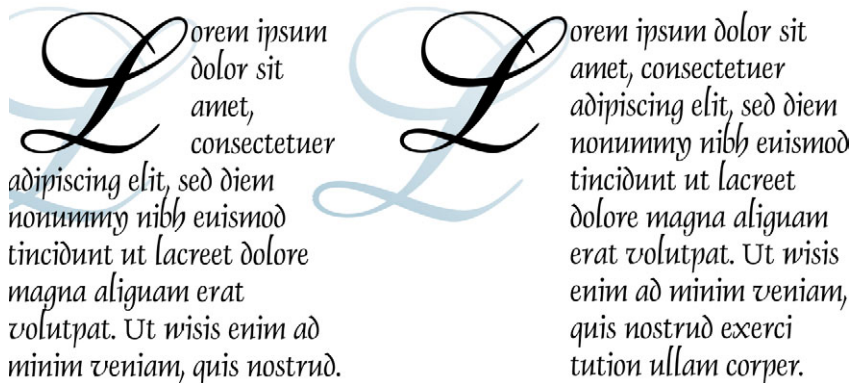 Lorem ipsum
dolor sit
amet,
consectetuer
adipiscing elit, sed diem
nonummy nibh euismod
tincidunt ut lacreet dolore
magna aliguam erat
volutpat. Ut wisis enim ad
minim veniam, quis nostrud.
Lorem ipsum dolor sit
amet, consectetuer
adipiscing elit, sed diem
nonummy nibh euismod
tincidunt ut lacreet
dolore magna aliguam
erat volutpat. Ut wisis
enim ad minim veniam,
quis nostrud exerci
tution ullam corper.